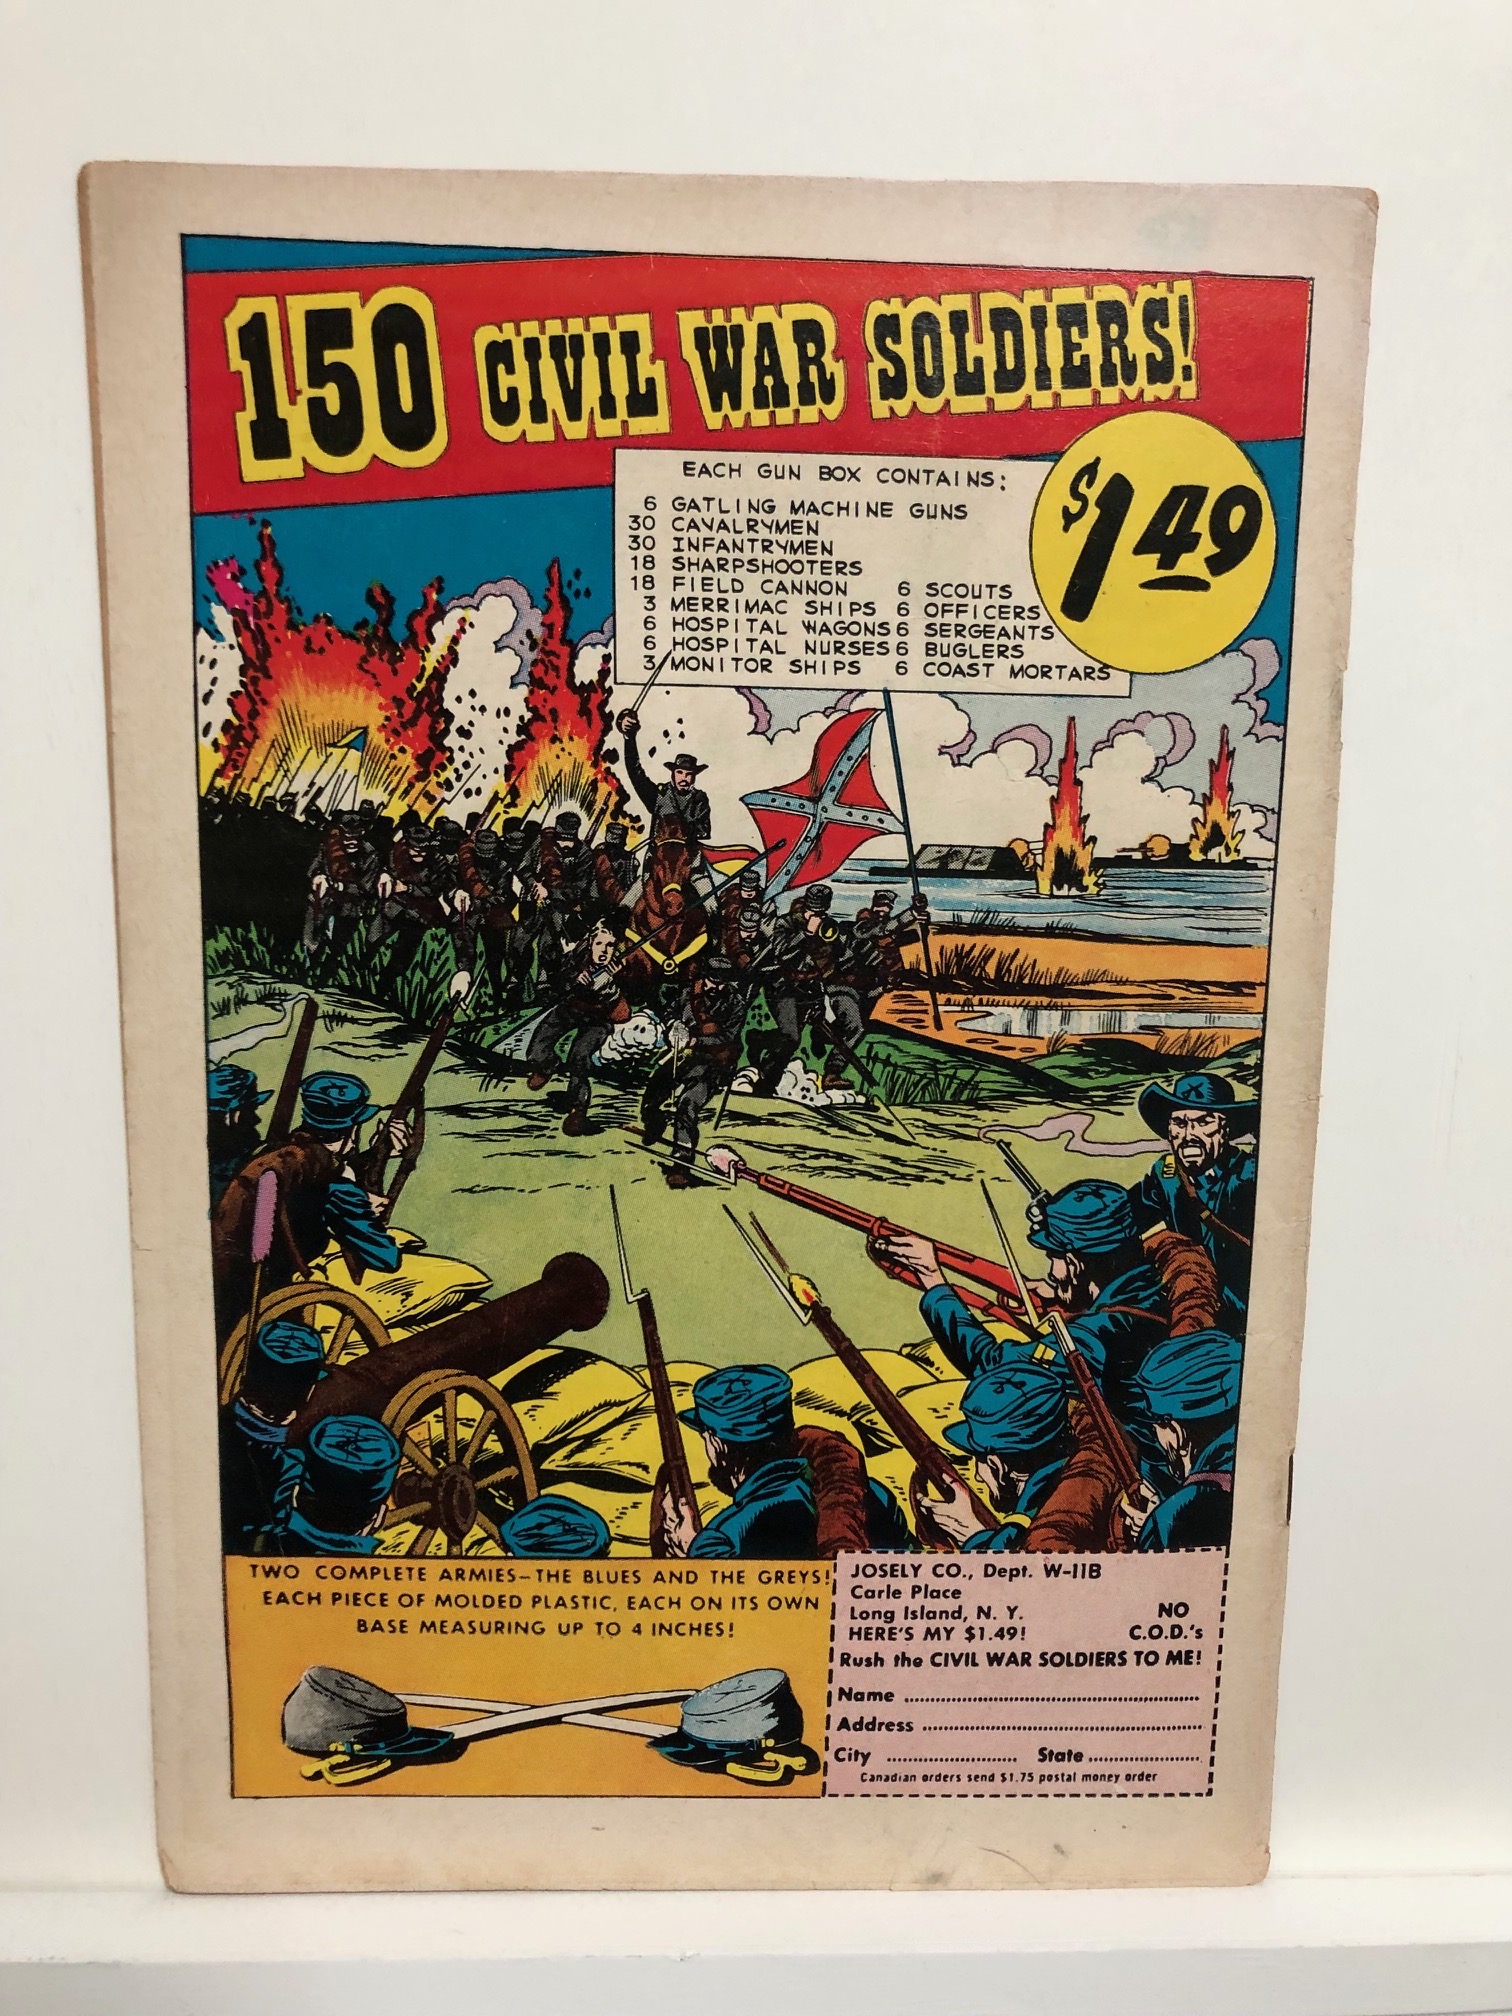 150 CIVIL WAR SOLDIERS!
$1.49
EACH GUN BOX CONTAINS:
6 GATLING MACHINE GUNS
30 CAVALRYMEN
30 INFANTRYMEN
18 SHARPSHOOTERS
18 FIELD CANNON 6 SCOUTS
3 MERRIMAC SHIPS 6 OFFICERS
6 HOSPITAL WAGONS 6 SERGEANTS
6 HOSPITAL NURSES 6 BUGLERS
3 MONITOR SHIPS 6 COAST MORTARS
TWO COMPLETE ARMIES—THE BLUES AND THE GREYS!
EACH PIECE OF MOLDED PLASTIC, EACH ON ITS OWN
BASE MEASURING UP TO 4 INCHES!
JOSELY CO., Dept. W-11B
Carle Place
Long Island, N. Y. NO
HERE'S MY $1.49! C.O.D.'s
Rush the CIVIL WAR SOLDIERS TO ME!
Name
Address
City State
Canadian orders send $1.75 postal money order